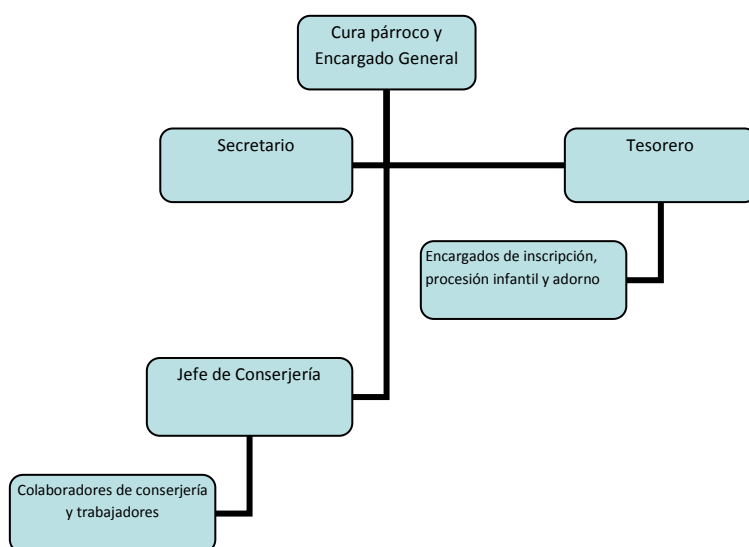 Cura párroco y
Encargado General
Secretario
Tesorero
Encargados de inscripción,
procesión infantil y adorno
Jefe de Conserjería
Colaboradores de conserjería
y trabajadores